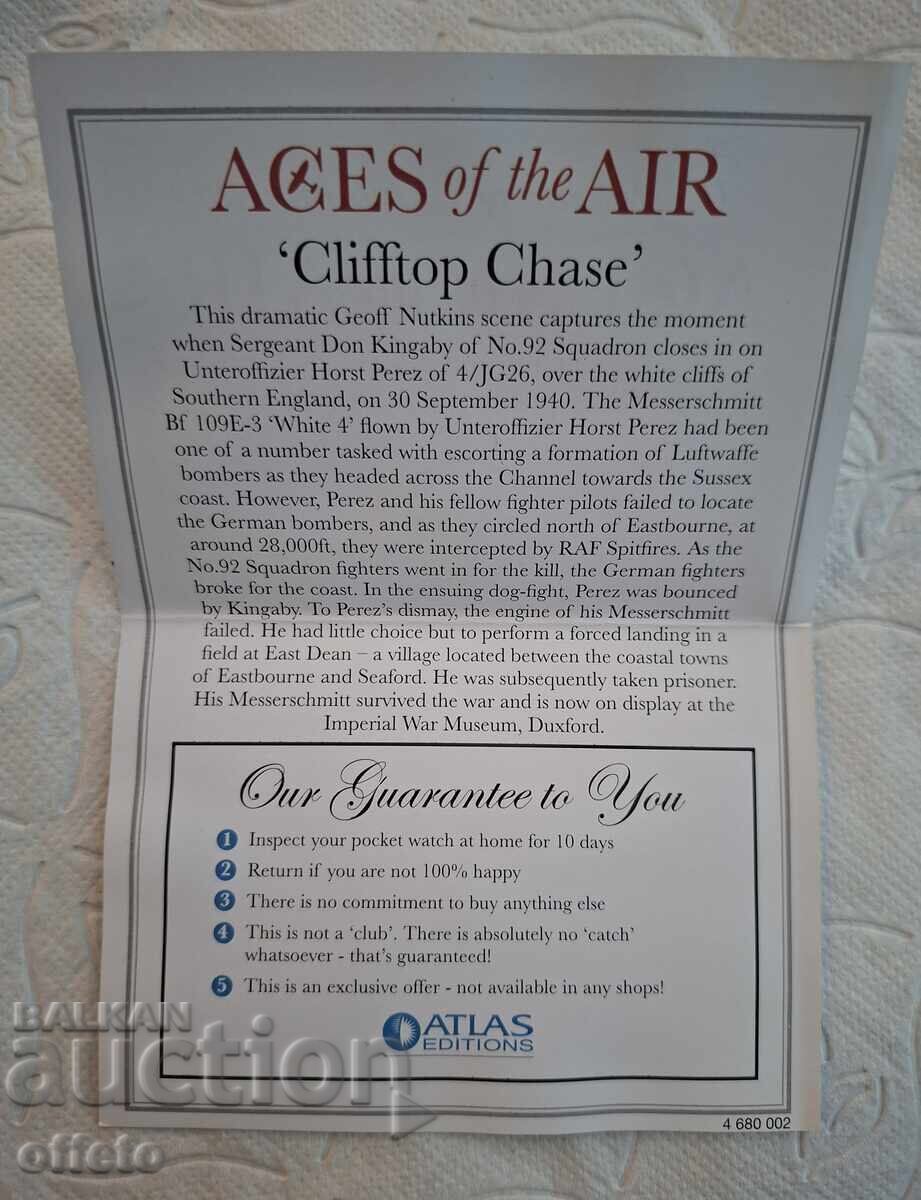 ACES of the AIR
‘Clifftop Chase’
This dramatic Geoff Nutkins scene captures the moment
when Sergeant Don Kingaby of No.92 Squadron closes in on
Unteroffizier Horst Perez of 4/JG26, over the white cliffs of
Southern England, on 30 September 1940. The Messerschmitt
Bf 109E-3 ‘White 4’ flown by Unteroffizier Horst Perez had been
one of a number tasked with escorting a formation of Luftwaffe
bombers as they headed across the Channel towards the Sussex
coast. However, Perez and his fellow fighter pilots failed to locate
the German bombers, and as they circled north of Eastbourne, at
around 28,000ft, they were intercepted by RAF Spitfires. As the
No.92 Squadron fighters went in for the kill, the German fighters
broke for the coast. In the ensuing dog-fight, Perez was bounced
by Kingaby. To Perez’s dismay, the engine of his Messerschmitt
failed. He had little choice but to perform a forced landing in a
field at East Dean – a village located between the coastal towns
of Eastbourne and Seaford. He was subsequently taken prisoner.
His Messerschmitt survived the war and is now on display at the
Imperial War Museum, Duxford.
Our Guarantee to You
1 Inspect your pocket watch at home for 10 days
2 Return if you are not 100% happy
3 There is no commitment to buy anything else
4 This is not a ‘club’. There is absolutely no ‘catch’
whatsoever - that’s guaranteed!
5 This is an exclusive offer - not available in any shops!
ATLAS
EDITIONS
4 680 002
BALKAN
auction
offeto